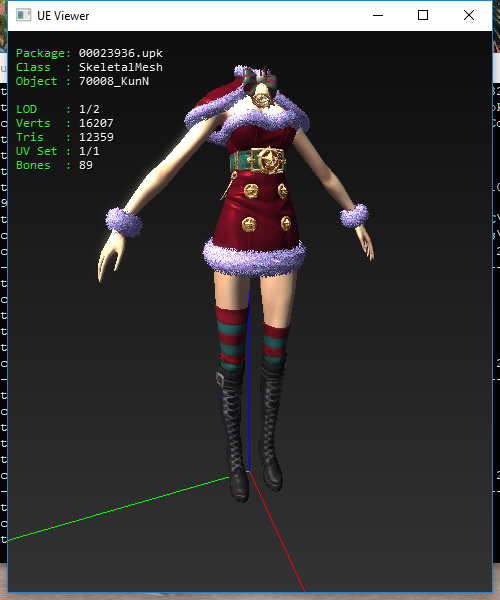 UE Viewer
Package: 00023936.upk
Class  : SkeletalMesh
Object : 70008_KunN
LOD    : 1/2
Verts  : 16207
Tris   : 12359
UV Set : 1/1
Bones  : 89